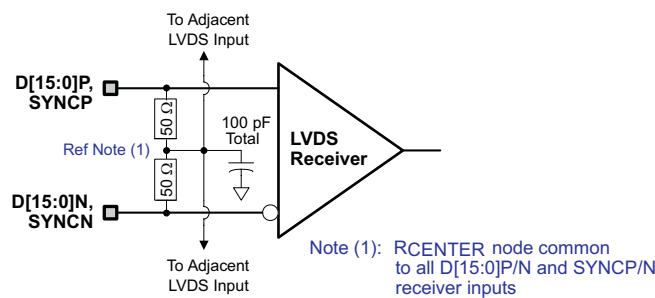 To Adjacent
LVDS Input
D[15:0]P,
SYNCP
50 Ω
100 pF
Total
LVDS
Receiver
Ref Note (1)
50 Ω
D[15:0]N,
SYNCN
To Adjacent
LVDS Input
Note (1): RCENTER node common
to all D[15:0]P/N and SYNCP/N
receiver inputs